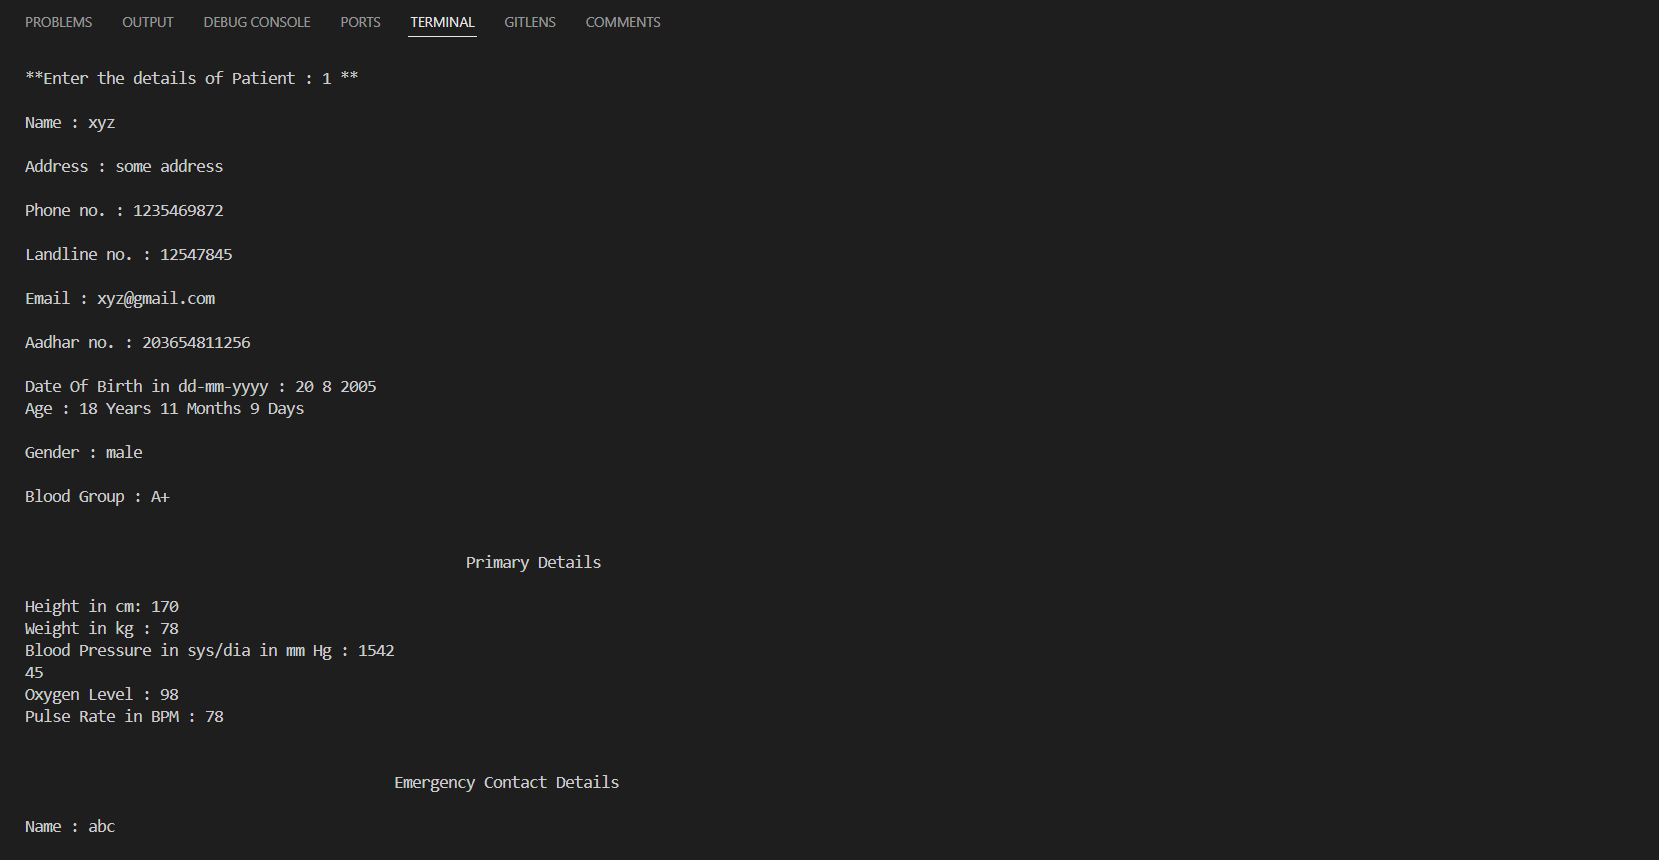 PROBLEMS OUTPUT DEBUG CONSOLE PORTS TERMINAL GITLENS COMMENTS
**Enter the details of Patient : 1 **
Name : xyz
Address : some address
Phone no. : 1235469872
Landline no. : 12547845
Email : xyz@gmail.com
Aadhar no. : 203654811256
Date Of Birth in dd-mm-yyyy : 20 8 2005
Age : 18 Years 11 Months 9 Days
Gender : male
Blood Group : A+
Primary Details
Height in cm: 170
Weight in kg : 78
Blood Pressure in sys/dia in mm Hg : 1542
45
Oxygen Level : 98
Pulse Rate in BPM : 78
Emergency Contact Details
Name : abc